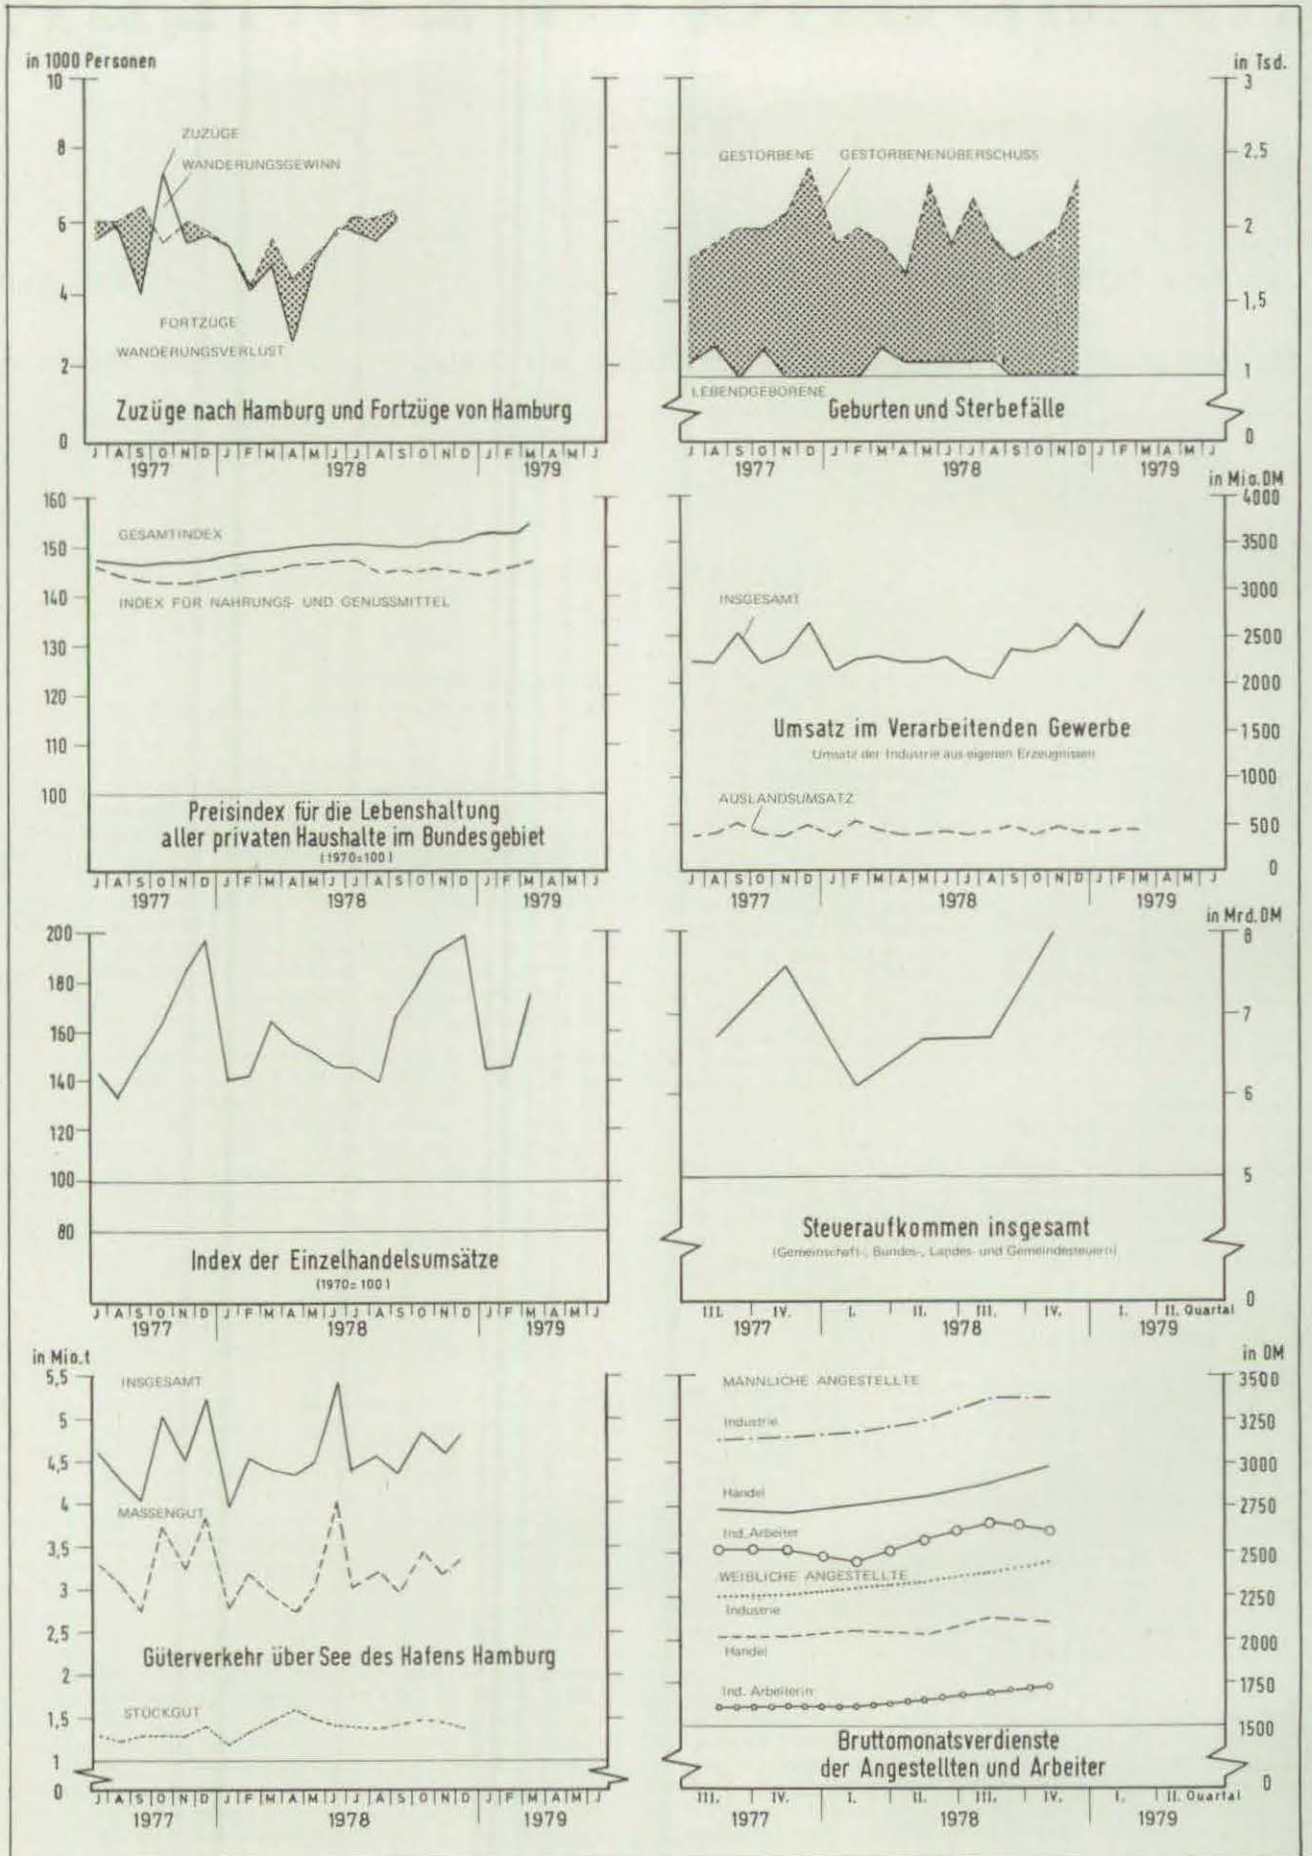 in 1000 Personen
10
8
6
4
2
0
ZUZÜGE
WANDERUNGSGEWINN
FORTZÜGE
WANDERUNGSVERLUST
Zuzüge nach Hamburg und Fortzüge von Hamburg
J A S O N D J F M A M J J A S O N D J F M A M J
1977 1978 1979
in Tsd.
3
2.5
2
1,5
1
0
GESTORBENE GESTORBENENÜBERSCHUSS
LEBENDGEBORENE
Geburten und Sterbefälle
J A S O N D J F M A M J J A S O N D J F M A M J
1977 1978 1979
160
150
140
130
120
110
100
GESAMTINDEX
INDEX FÜR NAHRUNGS- UND GENUSSMITTEL
Preisindex für die Lebenshaltung
aller privaten Haushalte im Bundesgebiet
(1970=100)
J A S O N D J F M A M J J A S O N D J F M A M J
1977 1978 1979
in Mio.DM
4000
3500
3000
2500
2000
1500
1000
500
0
INSGESAMT
Umsatz im Verarbeitenden Gewerbe
Umsatz der Industrie aus eigenen Erzeugnissen
AUSLANDSUMSATZ
J A S O N D J F M A M J J A S O N D J F M A M J
1977 1978 1979
200
180
160
140
120
100
80
Index der Einzelhandelsumsätze
(1970=100)
J A S O N D J F M A M J J A S O N D J F M A M J
1977 1978 1979
in Mrd.DM
8
7
6
5
0
Steueraufkommen insgesamt
(Gemeinschaft-, Bundes-, Landes- und Gemeindesteuern)
III. IV. I. II. III. IV. I. II. Quartal
1977 1978 1979
in Mio.t
5,5
5
4,5
4
3,5
3
2,5
2
1,5
1
0
INSGESAMT
MASSENGUT
Güterverkehr über See des Hafens Hamburg
STÜCKGUT
J A S O N D J F M A M J J A S O N D J F M A M J
1977 1978 1979
in DM
3500
3250
3000
2750
2500
2250
2000
1750
1500
0
MÄNNLICHE ANGESTELLTE
Industrie
Handel
Ind. Arbeiter
WEIBLICHE ANGESTELLTE
Industrie
Handel
Ind. Arbeiterin
Bruttomonatsverdienste
der Angestellten und Arbeiter
III. IV. I. II. III. IV. I. II. Quartal
1977 1978 1979